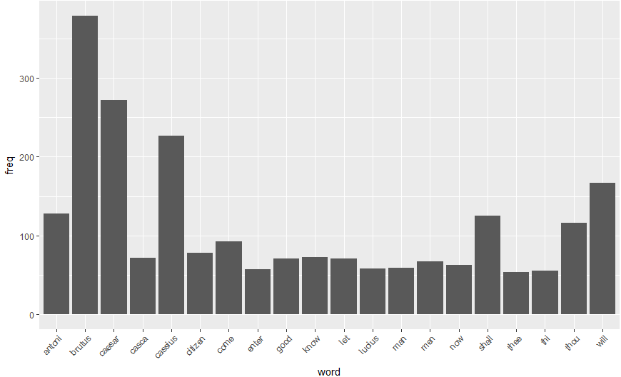 freq
300
200
100
0
antoni
brutus
caesar
casca
cassius
citizen
come
enter
good
know
let
lucius
man
men
now
shall
thee
thi
thou
will
word